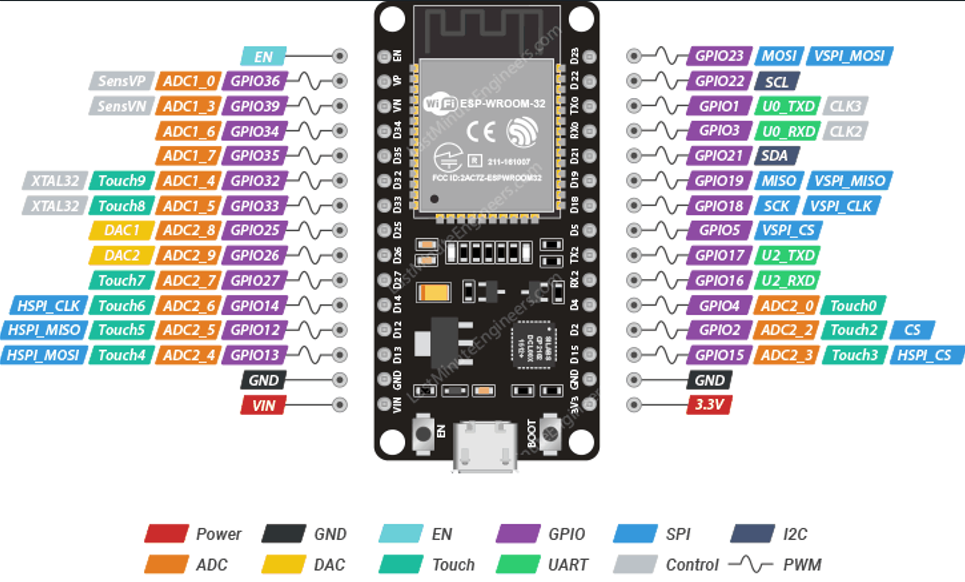 EN
SensVP ADC1_0 GPIO36
SensVN ADC1_3 GPIO39
ADC1_6 GPIO34
ADC1_7 GPIO35
XTAL32 Touch9 ADC1_4 GPIO32
XTAL32 Touch8 ADC1_5 GPIO33
DAC1 ADC2_8 GPIO25
DAC2 ADC2_9 GPIO26
Touch7 ADC2_7 GPIO27
HSPI_CLK Touch6 ADC2_6 GPIO14
HSPI_MISO Touch5 ADC2_5 GPIO12
HSPI_MOSI Touch4 ADC2_4 GPIO13
GND
VIN
EN
VP
VN
D34
D35
D32
D33
D25
D26
D27
D14
D12
D13
GND
VIN
WiFi ESP-WROOM-32
CE
R 211-161007
FCC ID:2AC7Z-ESPWROOM32
LastMinuteEngineers.com
EN
BOOT
D23
D22
TX0
RX0
D21
D19
D18
D5
TX2
RX2
D4
D2
D15
GND
3V3
GPIO23 MOSI VSPI_MOSI
GPIO22 SCL
GPIO1 U0_TXD CLK3
GPIO3 U0_RXD CLK2
GPIO21 SDA
GPIO19 MISO VSPI_MISO
GPIO18 SCK VSPI_CLK
GPIO5 VSPI_CS
GPIO17 U2_TXD
GPIO16 U2_RXD
GPIO4 ADC2_0 Touch0
GPIO2 ADC2_2 Touch2 CS
GPIO15 ADC2_3 Touch3 HSPI_CS
GND
3.3V
Power GND EN GPIO SPI I2C
ADC DAC Touch UART Control PWM